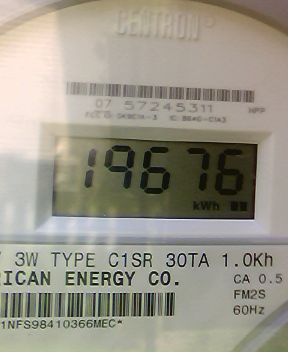 CENTRON
07 57245311
19676
kWh
3W TYPE C1SR 30TA 1.0Kh
RICAN ENERGY CO.
CA 0.5
FM2S
60Hz
1NFS98410366MEC*